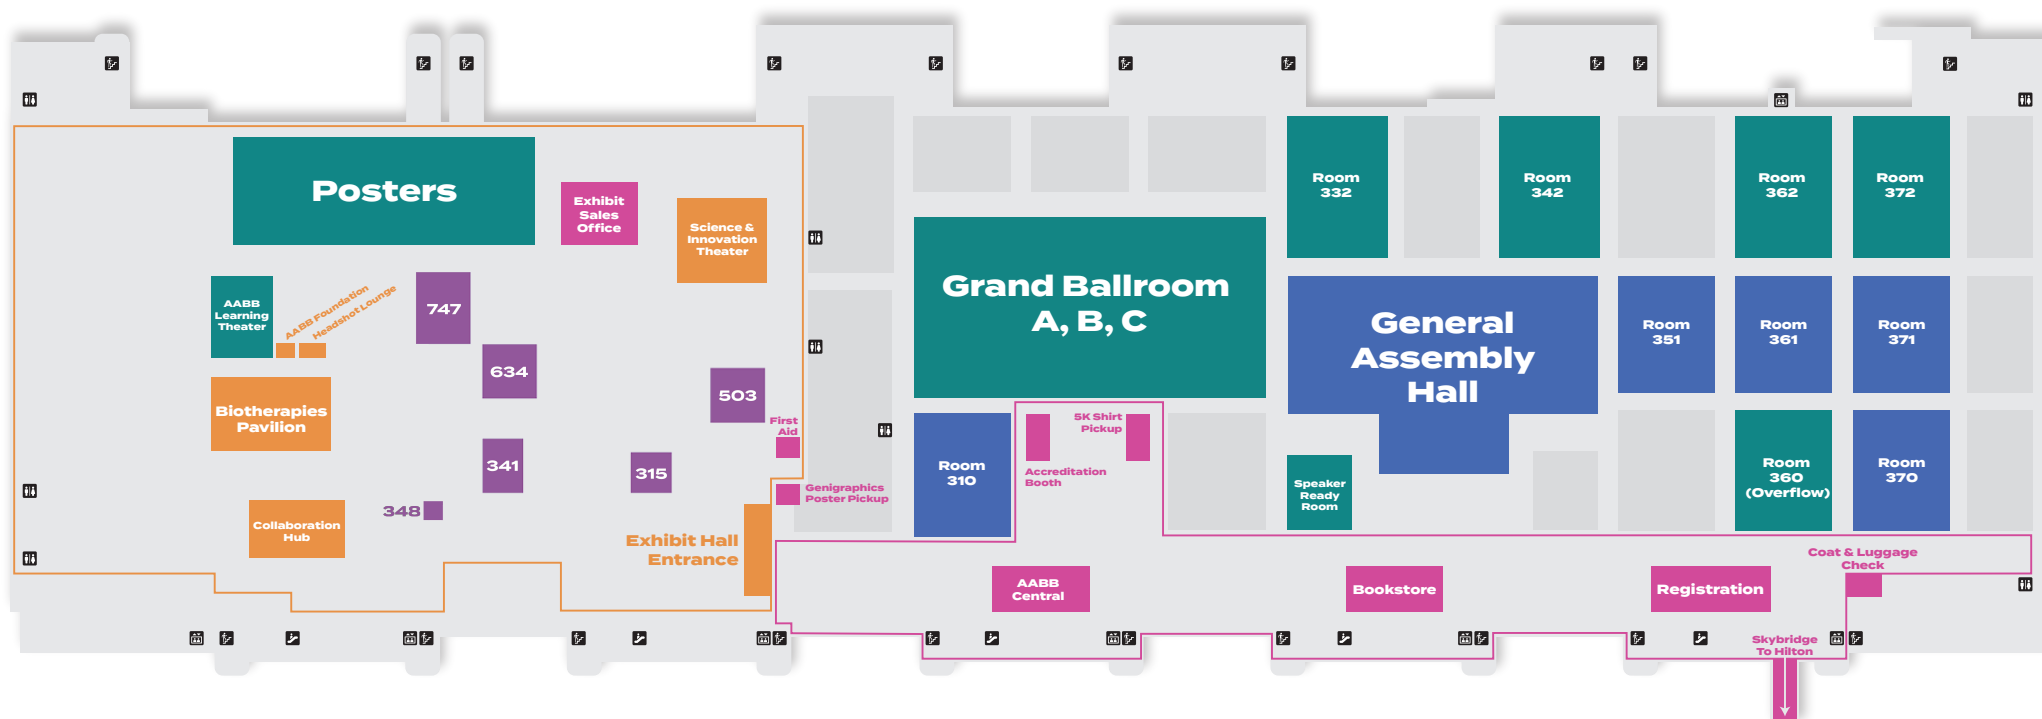 Posters
Exhibit
Sales
Office
Science &
Innovation
Theater
AABB
Learning
Theater
AABB Foundation
Headshot Lounge
747
634
503
Biotherapies
Pavilion
341
315
348
Collaboration
Hub
First
Aid
Genigraphics
Poster Pickup
Exhibit Hall
Entrance
Grand Ballroom
A, B, C
Room
310
Accreditation
Booth
5K Shirt
Pickup
AABB
Central
Room
332
Room
342
Room
362
Room
372
General
Assembly
Hall
Room
351
Room
361
Room
371
Speaker
Ready
Room
Room
360
(Overflow)
Room
370
Bookstore
Registration
Coat & Luggage
Check
Skybridge
To Hilton